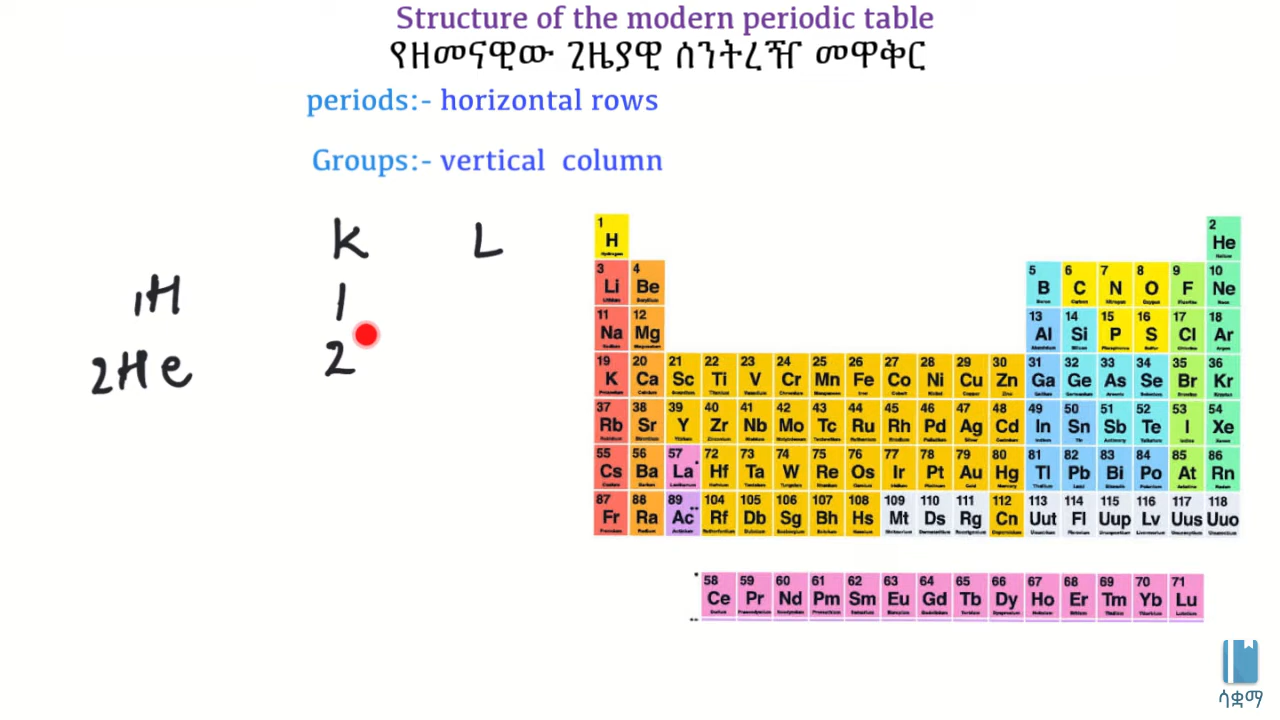 Structure of the modern periodic table
የዘመናዊው ጊዜያዊ ሰንትረዥ መዋቅር
periods:- horizontal rows
Groups:- vertical column
K L
1H 1
2He 2
1 2
H He
Hydrogen Helium
3 4 5 6 7 8 9 10
Li Be B C N O F Ne
11 12 13 14 15 16 17 18
Na Mg Al Si P S Cl Ar
19 20 21 22 23 24 25 26 27 28 29 30 31 32 33 34 35 36
K Ca Sc Ti V Cr Mn Fe Co Ni Cu Zn Ga Ge As Se Br Kr
37 38 39 40 41 42 43 44 45 46 47 48 49 50 51 52 53 54
Rb Sr Y Zr Nb Mo Tc Ru Rh Pd Ag Cd In Sn Sb Te I Xe
55 56 57 72 73 74 75 76 77 78 79 80 81 82 83 84 85 86
Cs Ba La Hf Ta W Re Os Ir Pt Au Hg Tl Pb Bi Po At Rn
87 88 89 104 105 106 107 108 109 110 111 112 113 114 115 116 117 118
Fr Ra Ac Rf Db Sg Bh Hs Mt Ds Rg Cn Uut Fl Uup Lv Uus Uuo
58 59 60 61 62 63 64 65 66 67 68 69 70 71
Ce Pr Nd Pm Sm Eu Gd Tb Dy Ho Er Tm Yb Lu
ሳቋማ